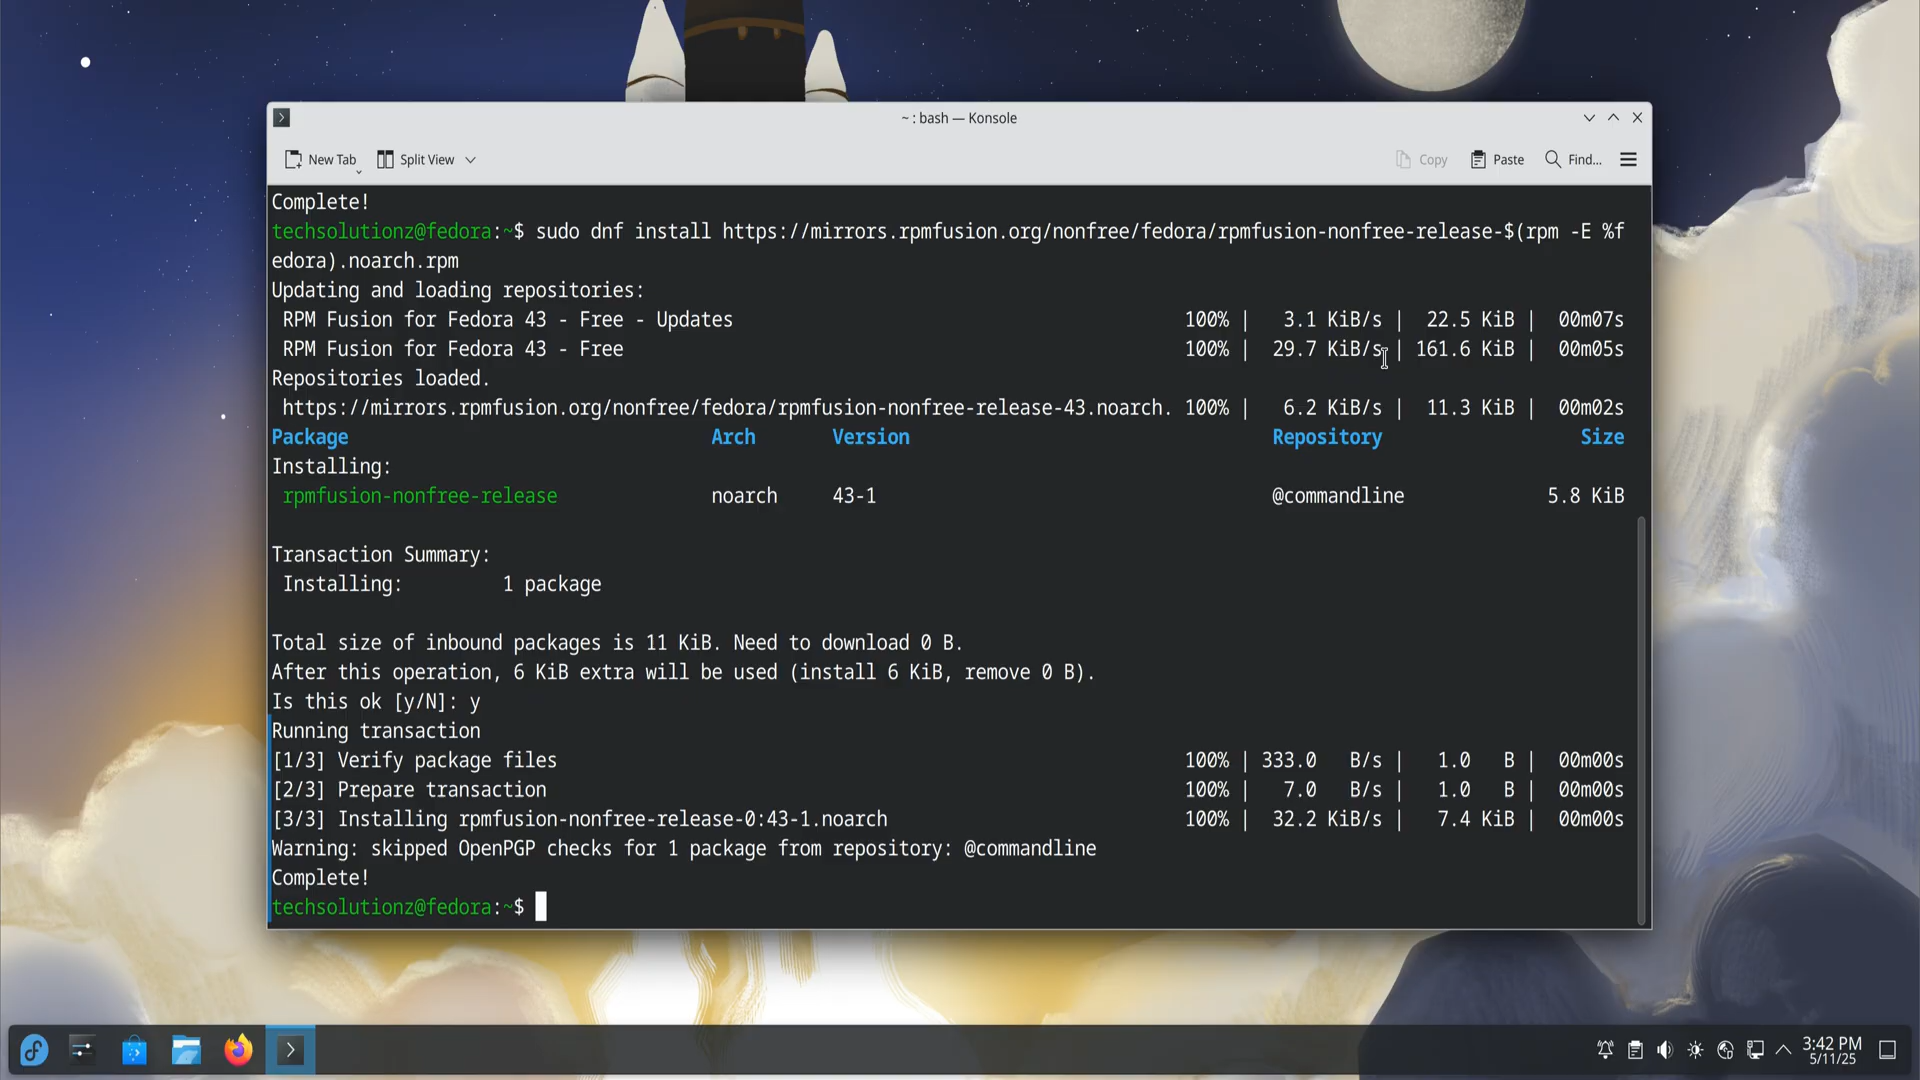 ~ : bash — Konsole
New Tab Split View Copy Paste Find...
Complete!
techsolutionz@fedora:~$ sudo dnf install https://mirrors.rpmfusion.org/nonfree/fedora/rpmfusion-nonfree-release-$(rpm -E %f
edora).noarch.rpm
Updating and loading repositories:
RPM Fusion for Fedora 43 - Free - Updates 100% | 3.1 KiB/s | 22.5 KiB | 00m07s
RPM Fusion for Fedora 43 - Free 100% | 29.7 KiB/s | 161.6 KiB | 00m05s
Repositories loaded.
https://mirrors.rpmfusion.org/nonfree/fedora/rpmfusion-nonfree-release-43.noarch. 100% | 6.2 KiB/s | 11.3 KiB | 00m02s
Package Arch Version Repository Size
Installing:
rpmfusion-nonfree-release noarch 43-1 @commandline 5.8 KiB
Transaction Summary:
Installing: 1 package
Total size of inbound packages is 11 KiB. Need to download 0 B.
After this operation, 6 KiB extra will be used (install 6 KiB, remove 0 B).
Is this ok [y/N]: y
Running transaction
[1/3] Verify package files 100% | 333.0 B/s | 1.0 B | 00m00s
[2/3] Prepare transaction 100% | 7.0 B/s | 1.0 B | 00m00s
[3/3] Installing rpmfusion-nonfree-release-0:43-1.noarch 100% | 32.2 KiB/s | 7.4 KiB | 00m00s
Warning: skipped OpenPGP checks for 1 package from repository: @commandline
Complete!
techsolutionz@fedora:~$
3:42 PM
5/11/25